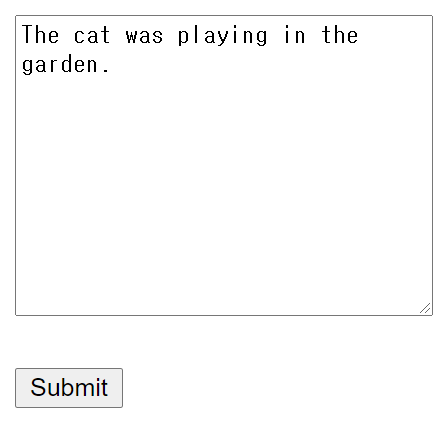 The cat was playing in the
garden.
Submit